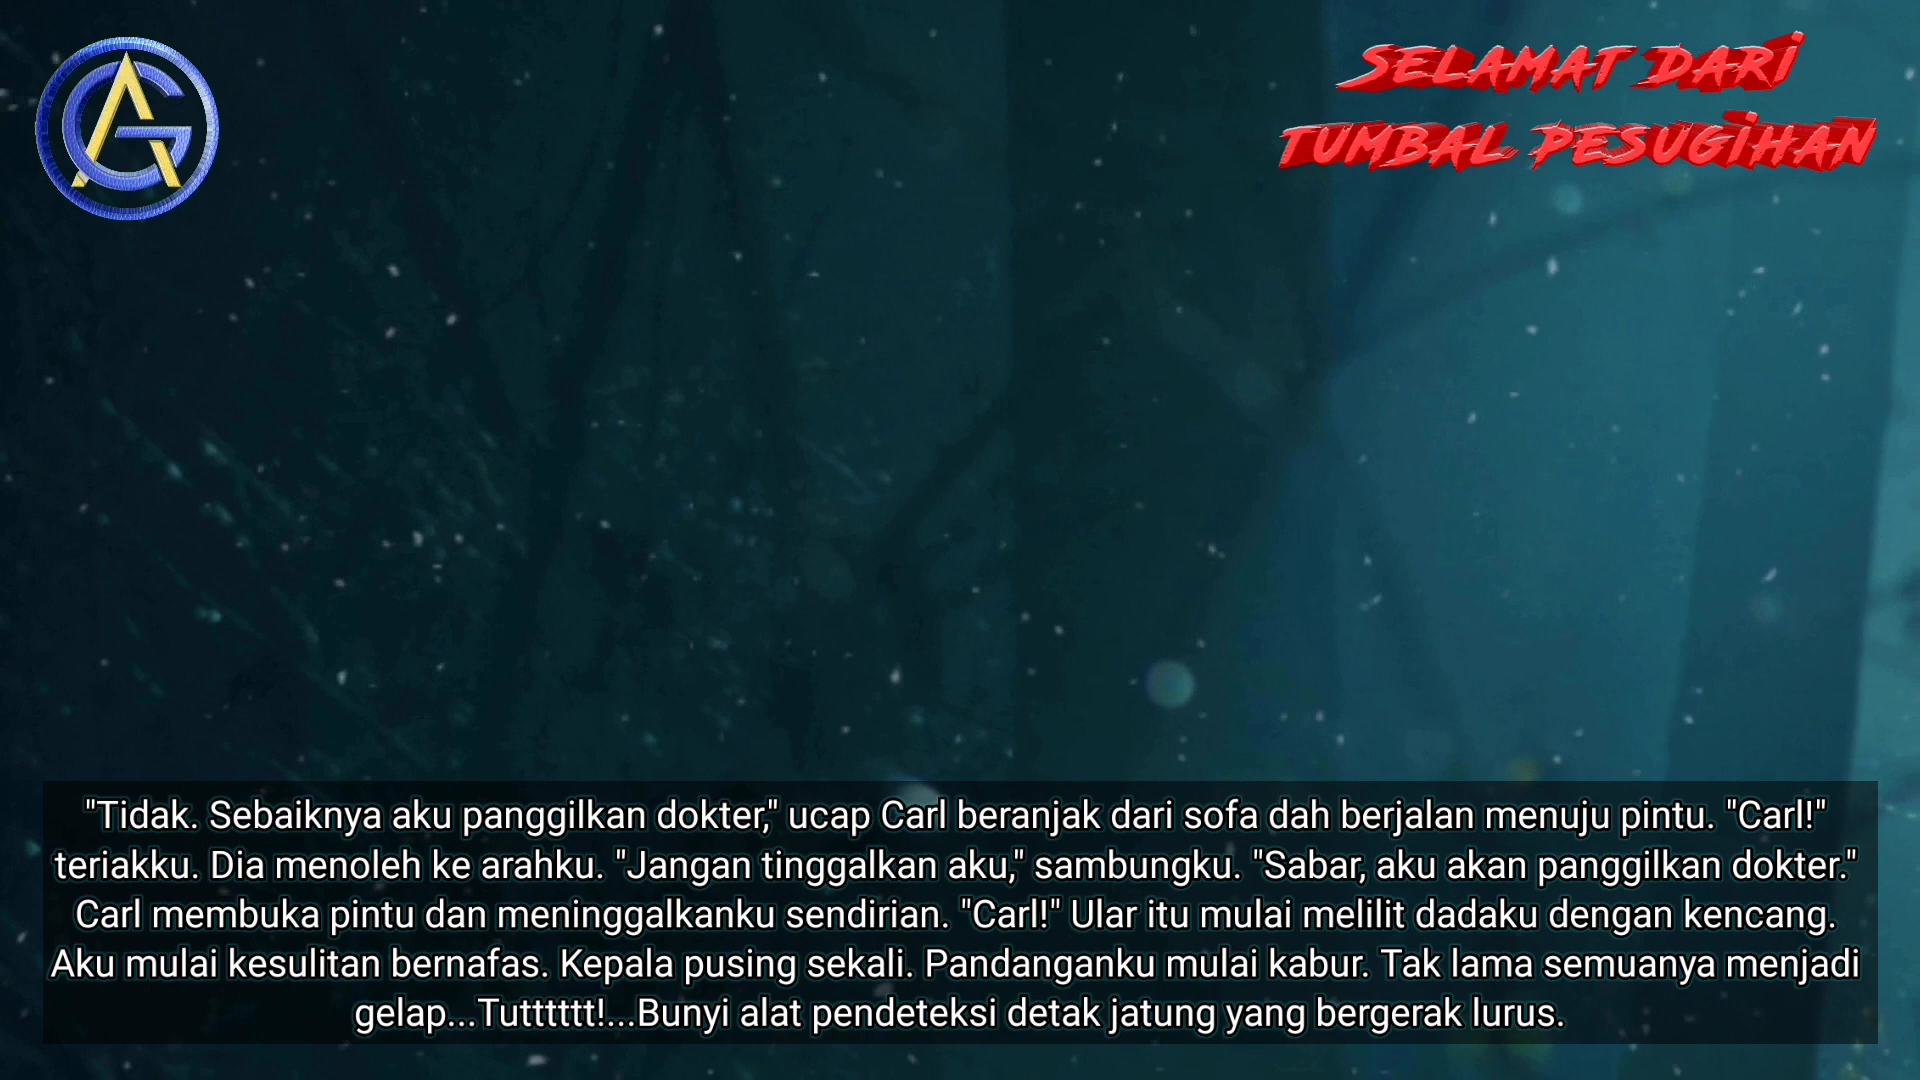 SELAMAT DARI
TUMBAL PESUGIHAN
"Tidak. Sebaiknya aku panggilkan dokter," ucap Carl beranjak dari sofa dah berjalan menuju pintu. "Carl!"
teriakku. Dia menoleh ke arahku. "Jangan tinggalkan aku," sambungku. "Sabar, aku akan panggilkan dokter."
Carl membuka pintu dan meninggalkanku sendirian. "Carl!" Ular itu mulai melilit dadaku dengan kencang.
Aku mulai kesulitan bernafas. Kepala pusing sekali. Pandanganku mulai kabur. Tak lama semuanya menjadi
gelap...Tutttttt!...Bunyi alat pendeteksi detak jatung yang bergerak lurus.